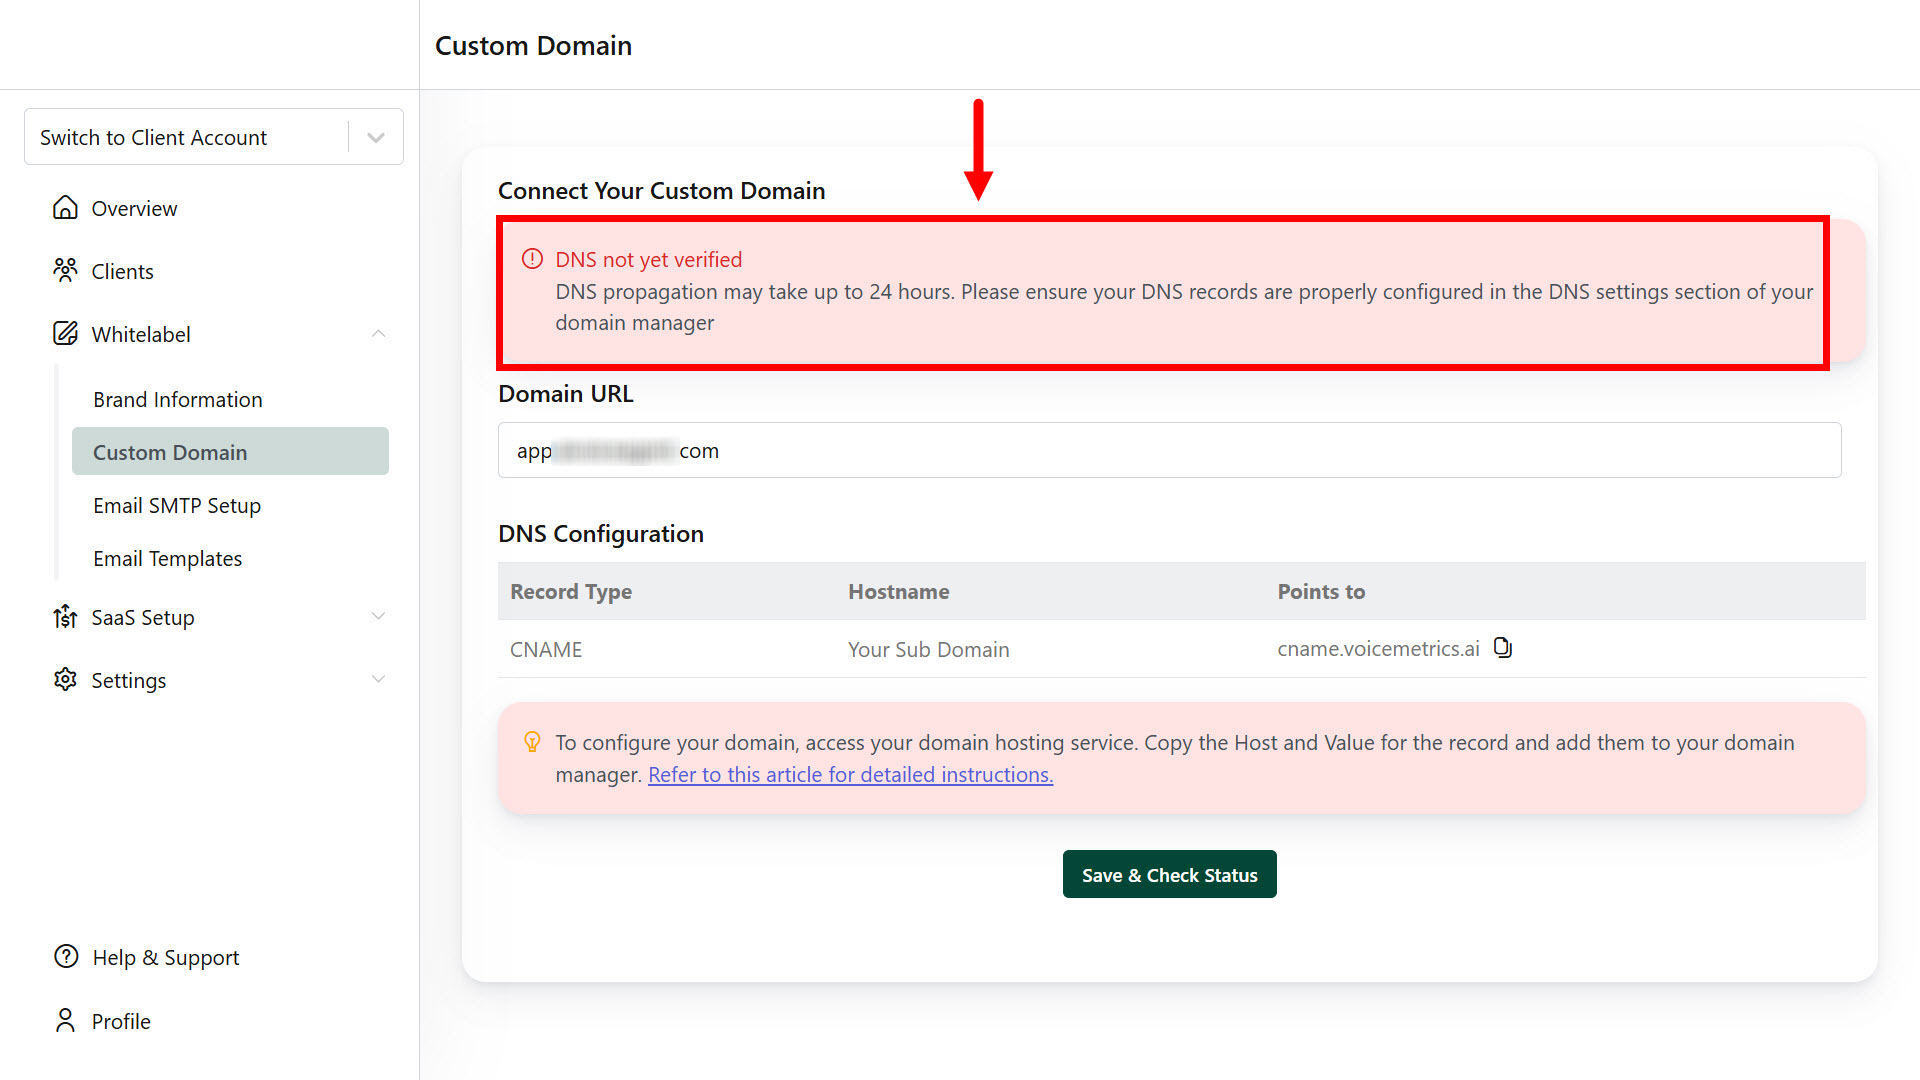 Custom Domain
Switch to Client Account
Overview
Clients
Whitelabel
Brand Information
Custom Domain
Email SMTP Setup
Email Templates
SaaS Setup
Settings
Help & Support
Profile
Connect Your Custom Domain
DNS not yet verified
DNS propagation may take up to 24 hours. Please ensure your DNS records are properly configured in the DNS settings section of your
domain manager
Domain URL
app com
DNS Configuration
Record Type Hostname Points to
CNAME Your Sub Domain cname.voicemetrics.ai
To configure your domain, access your domain hosting service. Copy the Host and Value for the record and add them to your domain
manager. Refer to this article for detailed instructions.
Save & Check Status